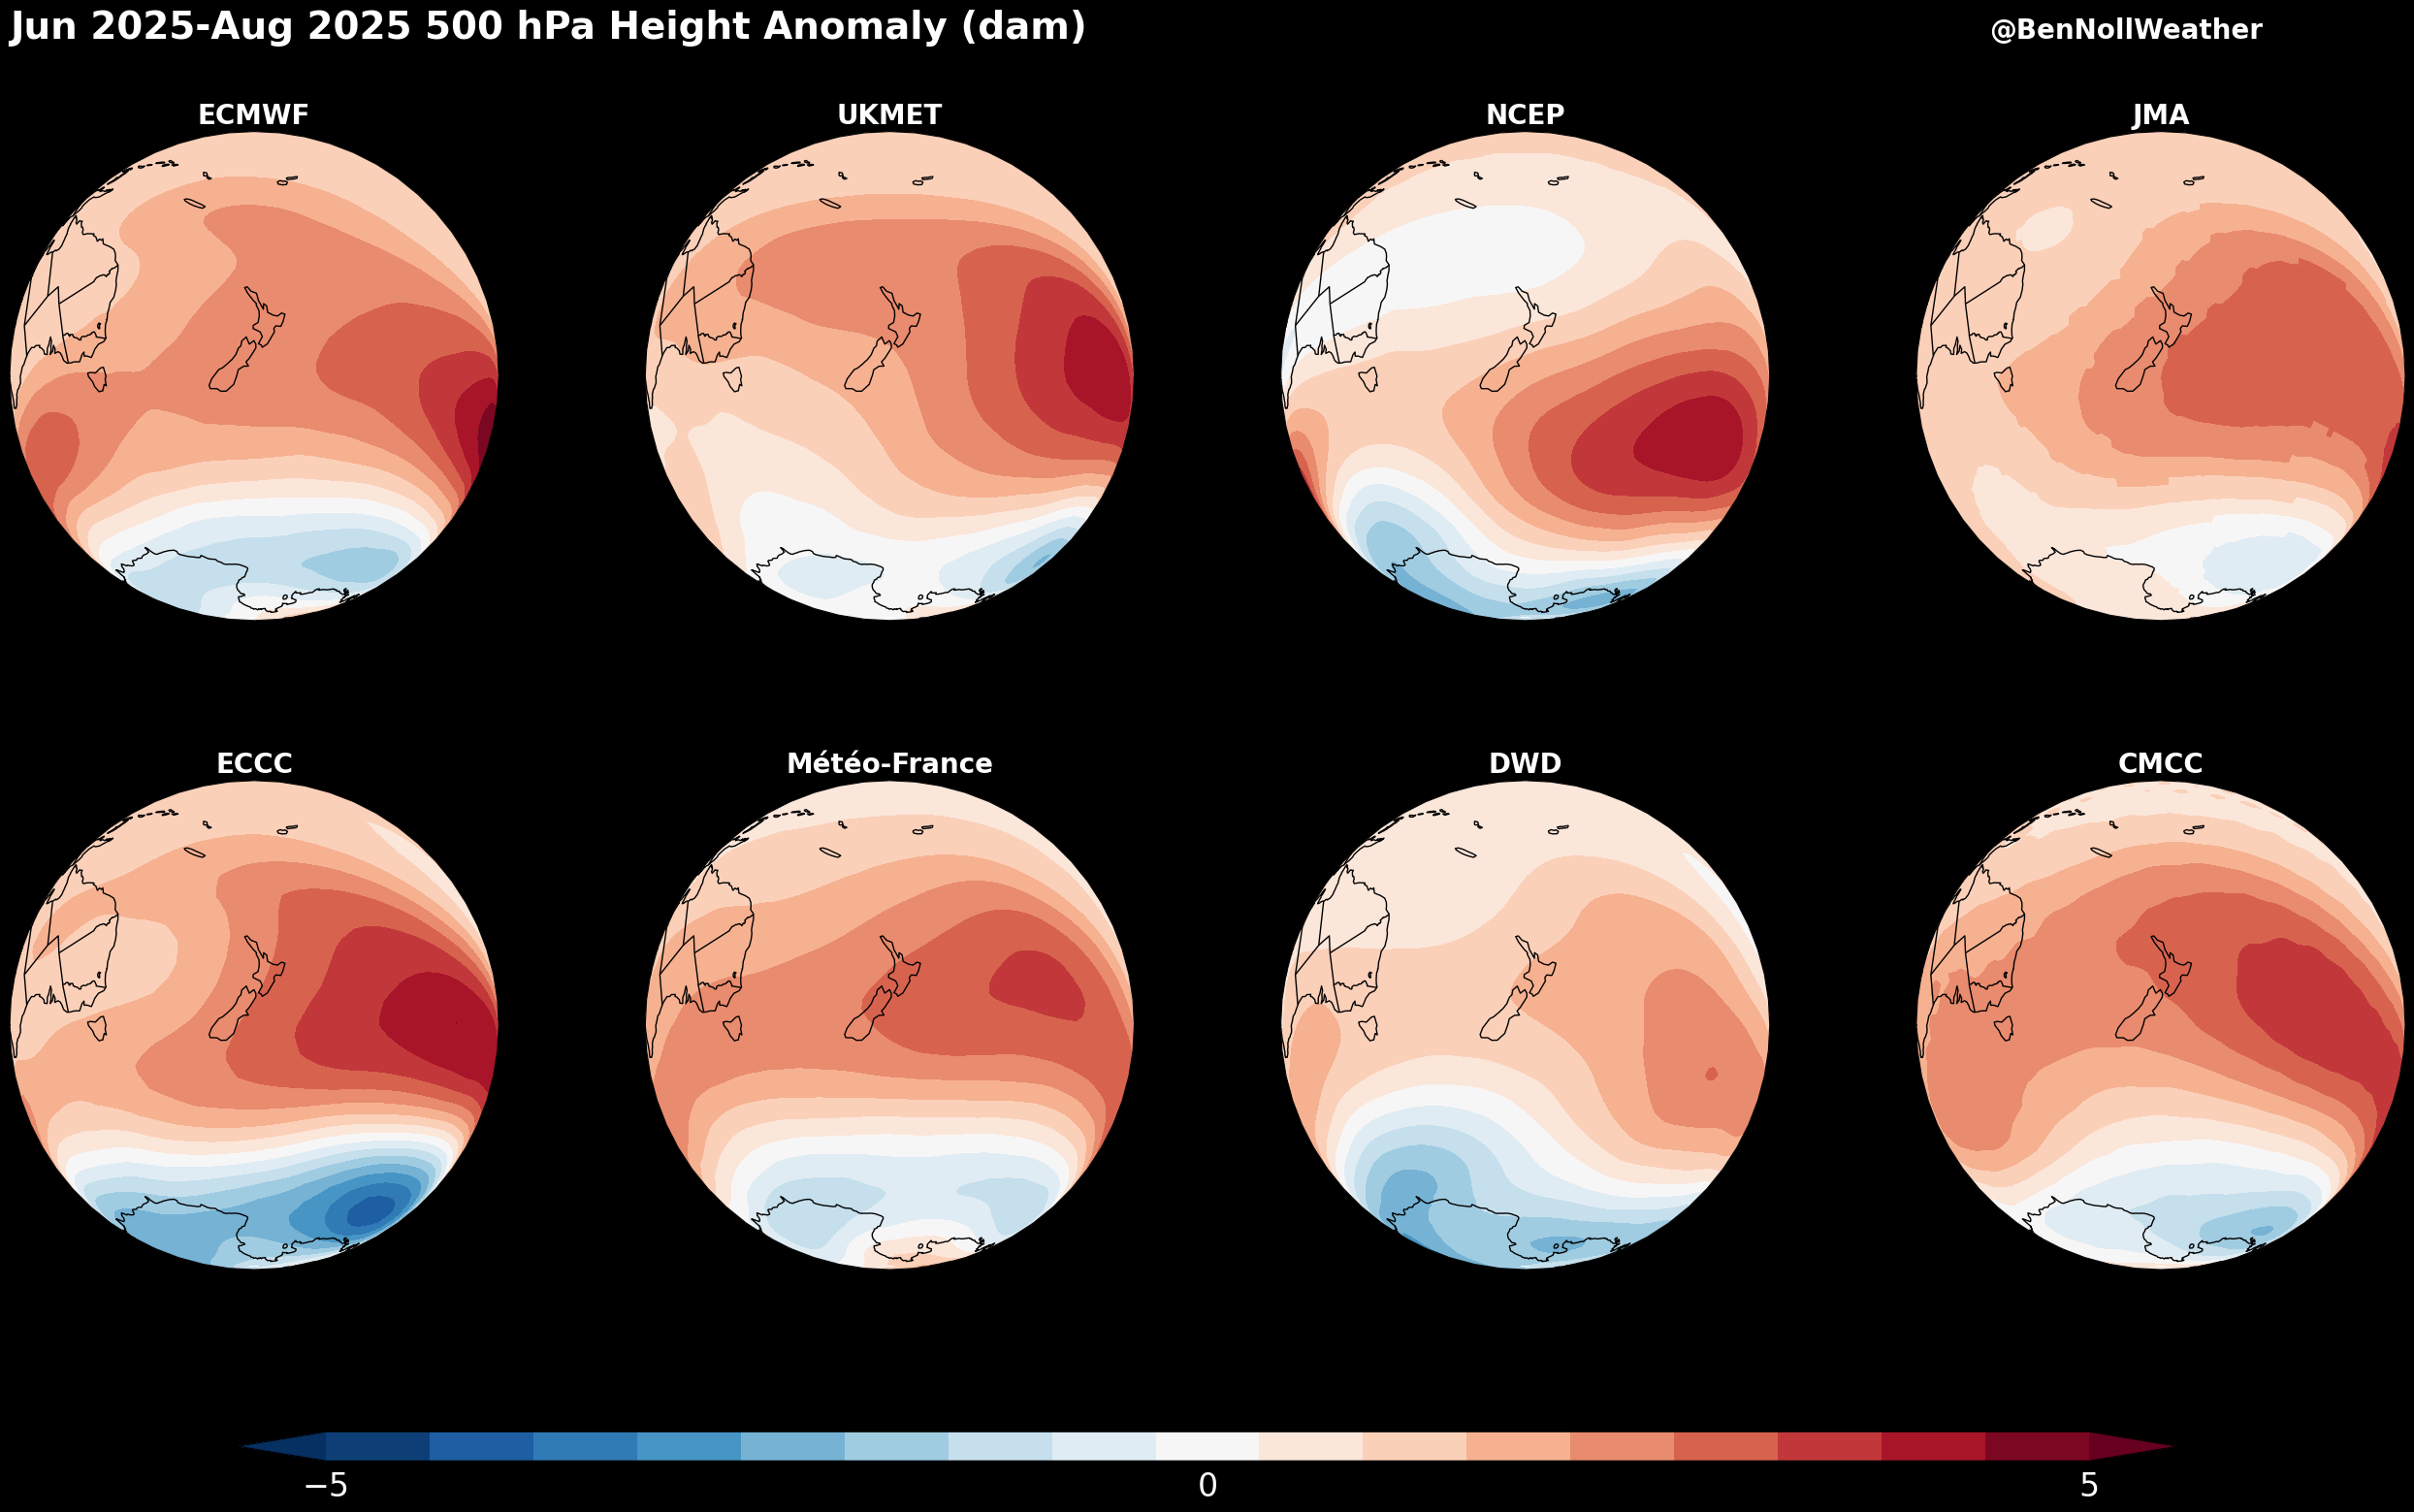 Jun 2025-Aug 2025 500 hPa Height Anomaly (dam)
@BenNollWeather
ECMWF
UKMET
NCEP
JMA
ECCC
Météo-France
DWD
CMCC
−5
0
5